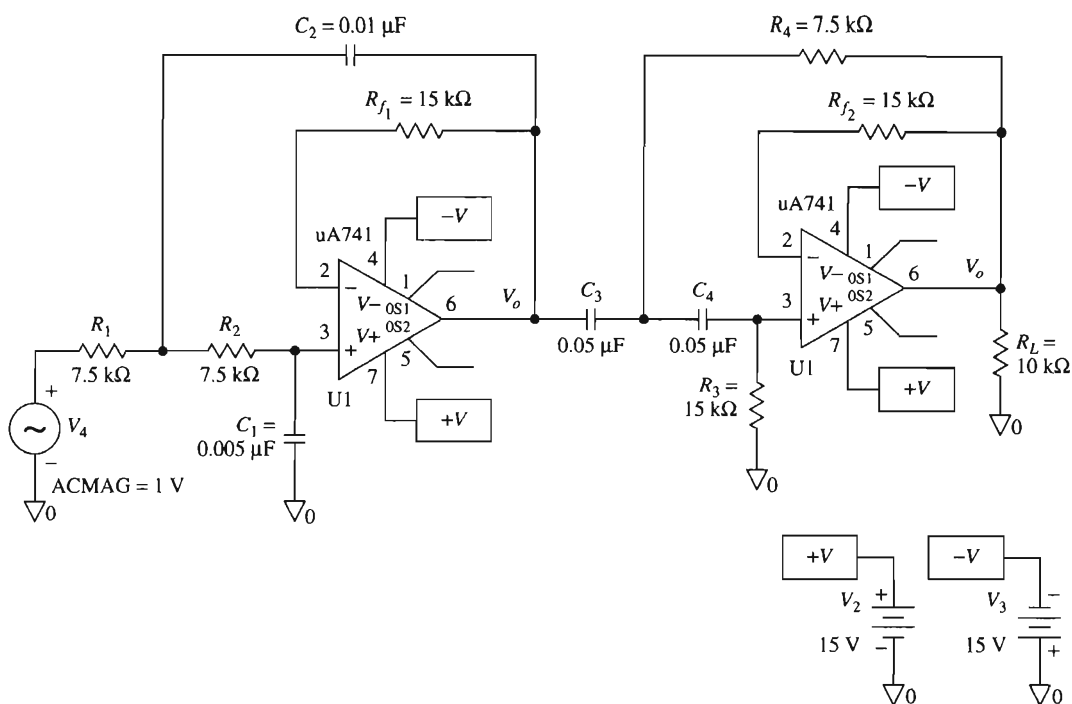 C2 = 0.01 μF
R4 = 7.5 kΩ
Rf1 = 15 kΩ
Rf2 = 15 kΩ
−V
−V
uA741
uA741
4
4
2
1
6
2
1
6
−
V−
0S1
−
V−
0S1
Vo
Vo
3
V+
0S2
3
V+
0S2
+
5
+
5
7
7
U1
U1
C3
0.05 μF
C4
0.05 μF
R1
7.5 kΩ
R2
7.5 kΩ
R3 =
15 kΩ
RL =
10 kΩ
+V
+V
+
V4
−
~
C1 =
0.005 μF
ACMAG = 1 V
0
0
0
0
+V
−V
V2
+
15 V
−
V3
−
15 V
+
0
0